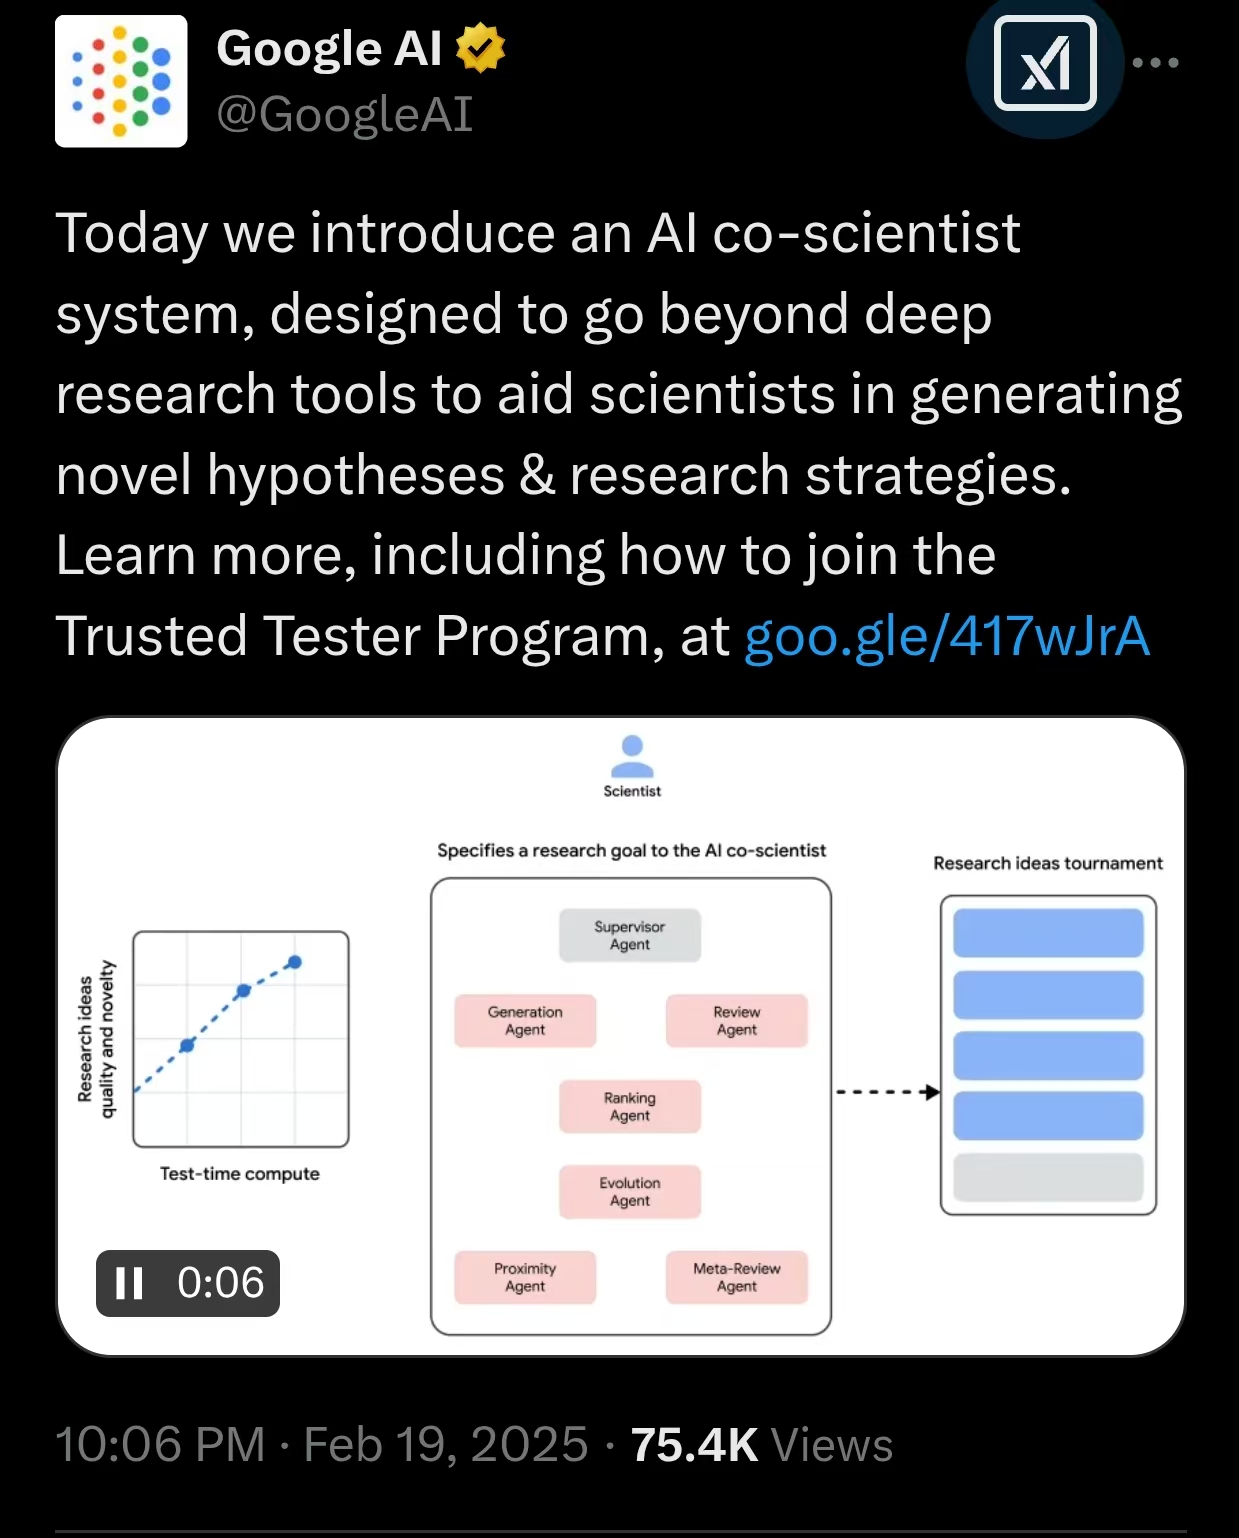 Google AI
@GoogleAI
Today we introduce an AI co-scientist
system, designed to go beyond deep
research tools to aid scientists in generating
novel hypotheses & research strategies.
Learn more, including how to join the
Trusted Tester Program, at goo.gle/417wJrA
Scientist
Specifies a research goal to the AI co-scientist
Research ideas
quality and novelty
Test-time compute
Supervisor
Agent
Generation
Agent
Review
Agent
Ranking
Agent
Evolution
Agent
Proximity
Agent
Meta-Review
Agent
Research ideas tournament
0:06
10:06 PM · Feb 19, 2025 · 75.4K Views